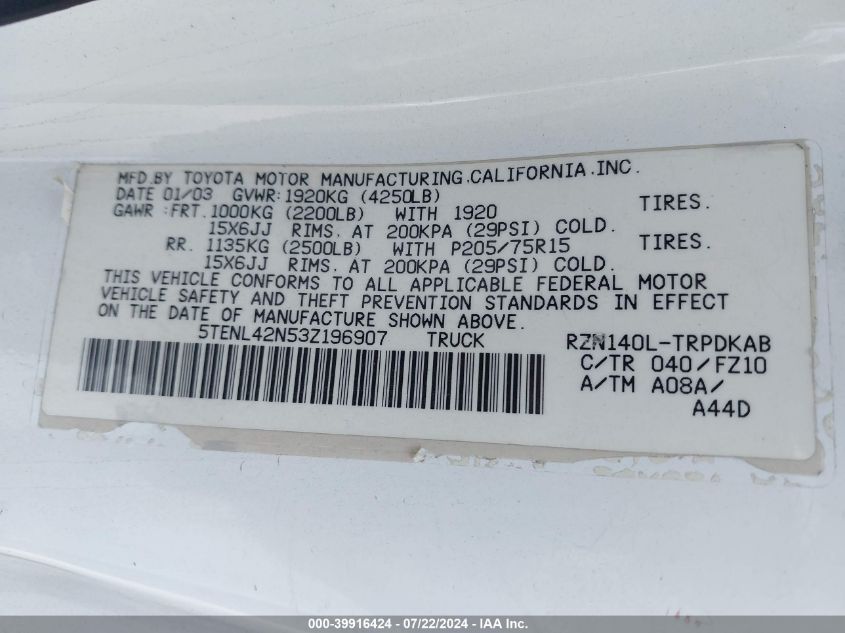 MFD.BY TOYOTA MOTOR MANUFACTURING.CALIFORNIA.INC.
DATE 01/03 GVWR:1920KG (4250LB)
GAWR :FRT.1000KG (2200LB) WITH 1920 TIRES.
15X6JJ RIMS. AT 200KPA (29PSI) COLD.
RR. 1135KG (2500LB) WITH P205/75R15 TIRES.
15X6JJ RIMS. AT 200KPA (29PSI) COLD.
THIS VEHICLE CONFORMS TO ALL APPLICABLE FEDERAL MOTOR
VEHICLE SAFETY AND THEFT PREVENTION STANDARDS IN EFFECT
ON THE DATE OF MANUFACTURE SHOWN ABOVE.
5TENL42N53Z196907 TRUCK RZN140L-TRPDKAB
C/TR 040/FZ10
A/TM A08A/
A44D
000-39916424 - 07/22/2024 - IAA Inc.